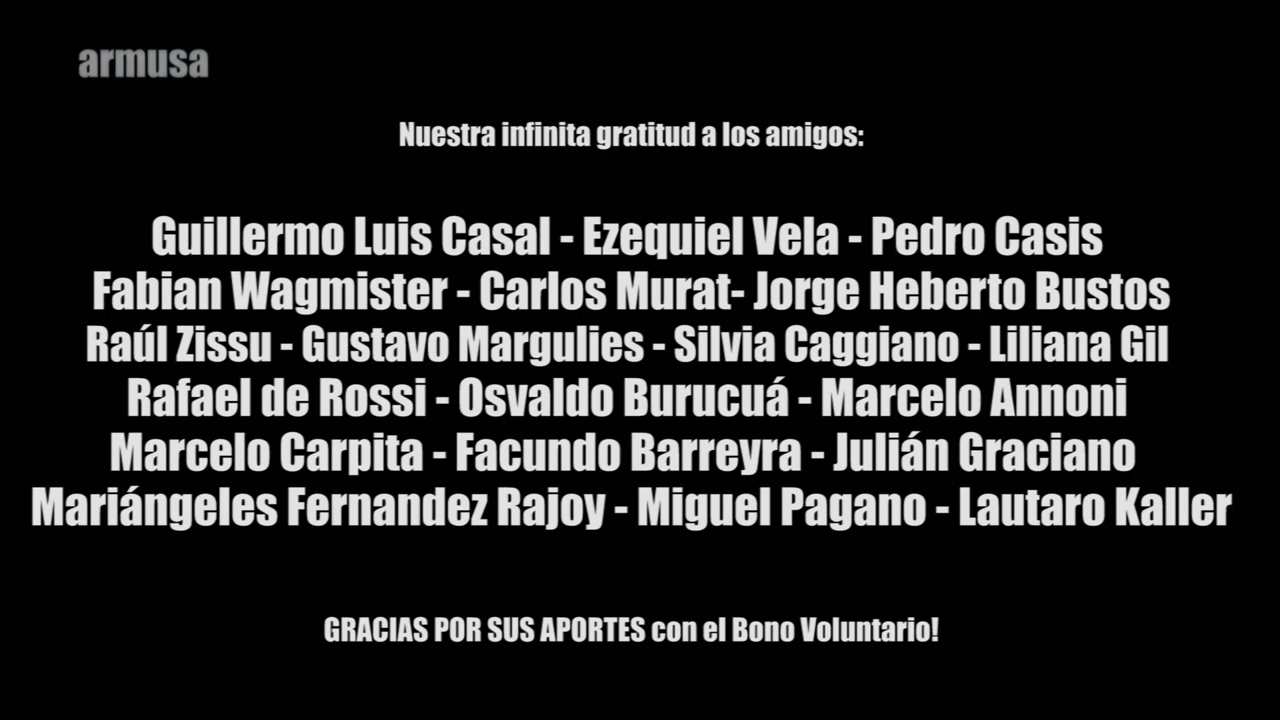 armusa
Nuestra infinita gratitud a los amigos:
Guillermo Luis Casal - Ezequiel Vela - Pedro Casis
Fabian Wagmister - Carlos Murat- Jorge Heberto Bustos
Raúl Zissu - Gustavo Margulies - Silvia Caggiano - Liliana Gil
Rafael de Rossi - Osvaldo Burucuá - Marcelo Annoni
Marcelo Carpita - Facundo Barreyra - Julián Graciano
Mariángeles Fernandez Rajoy - Miguel Pagano - Lautaro Kaller
GRACIAS POR SUS APORTES con el Bono Voluntario!